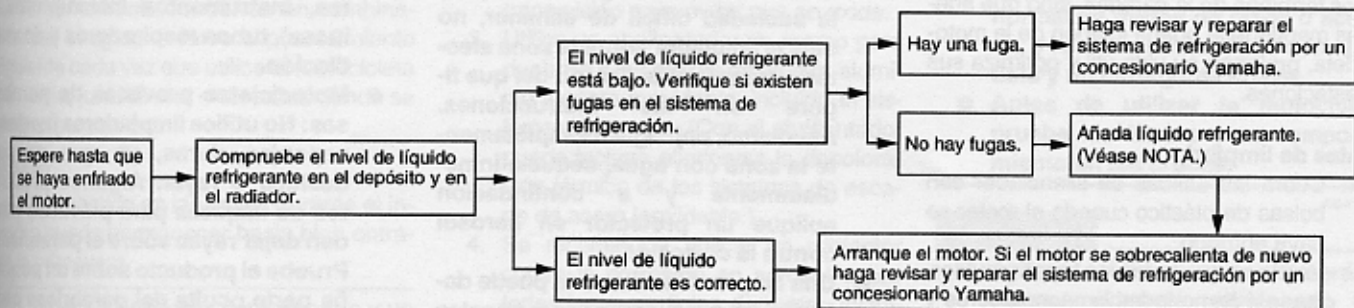 Espere hasta que
se haya enfriado
el motor.
Compruebe el nivel de líquido
refrigerante en el depósito y en
el radiador.
El nivel de líquido refrigerante
está bajo. Verifique si existen
fugas en el sistema de
refrigeración.
Hay una fuga.
Haga revisar y reparar el
sistema de refrigeración por un
concesionario Yamaha.
No hay fugas.
Añada líquido refrigerante.
(Véase NOTA.)
El nivel de líquido
refrigerante es correcto.
Arranque el motor. Si el motor se sobrecalienta de nuevo
haga revisar y reparar el sistema de refrigeración por un
concesionario Yamaha.